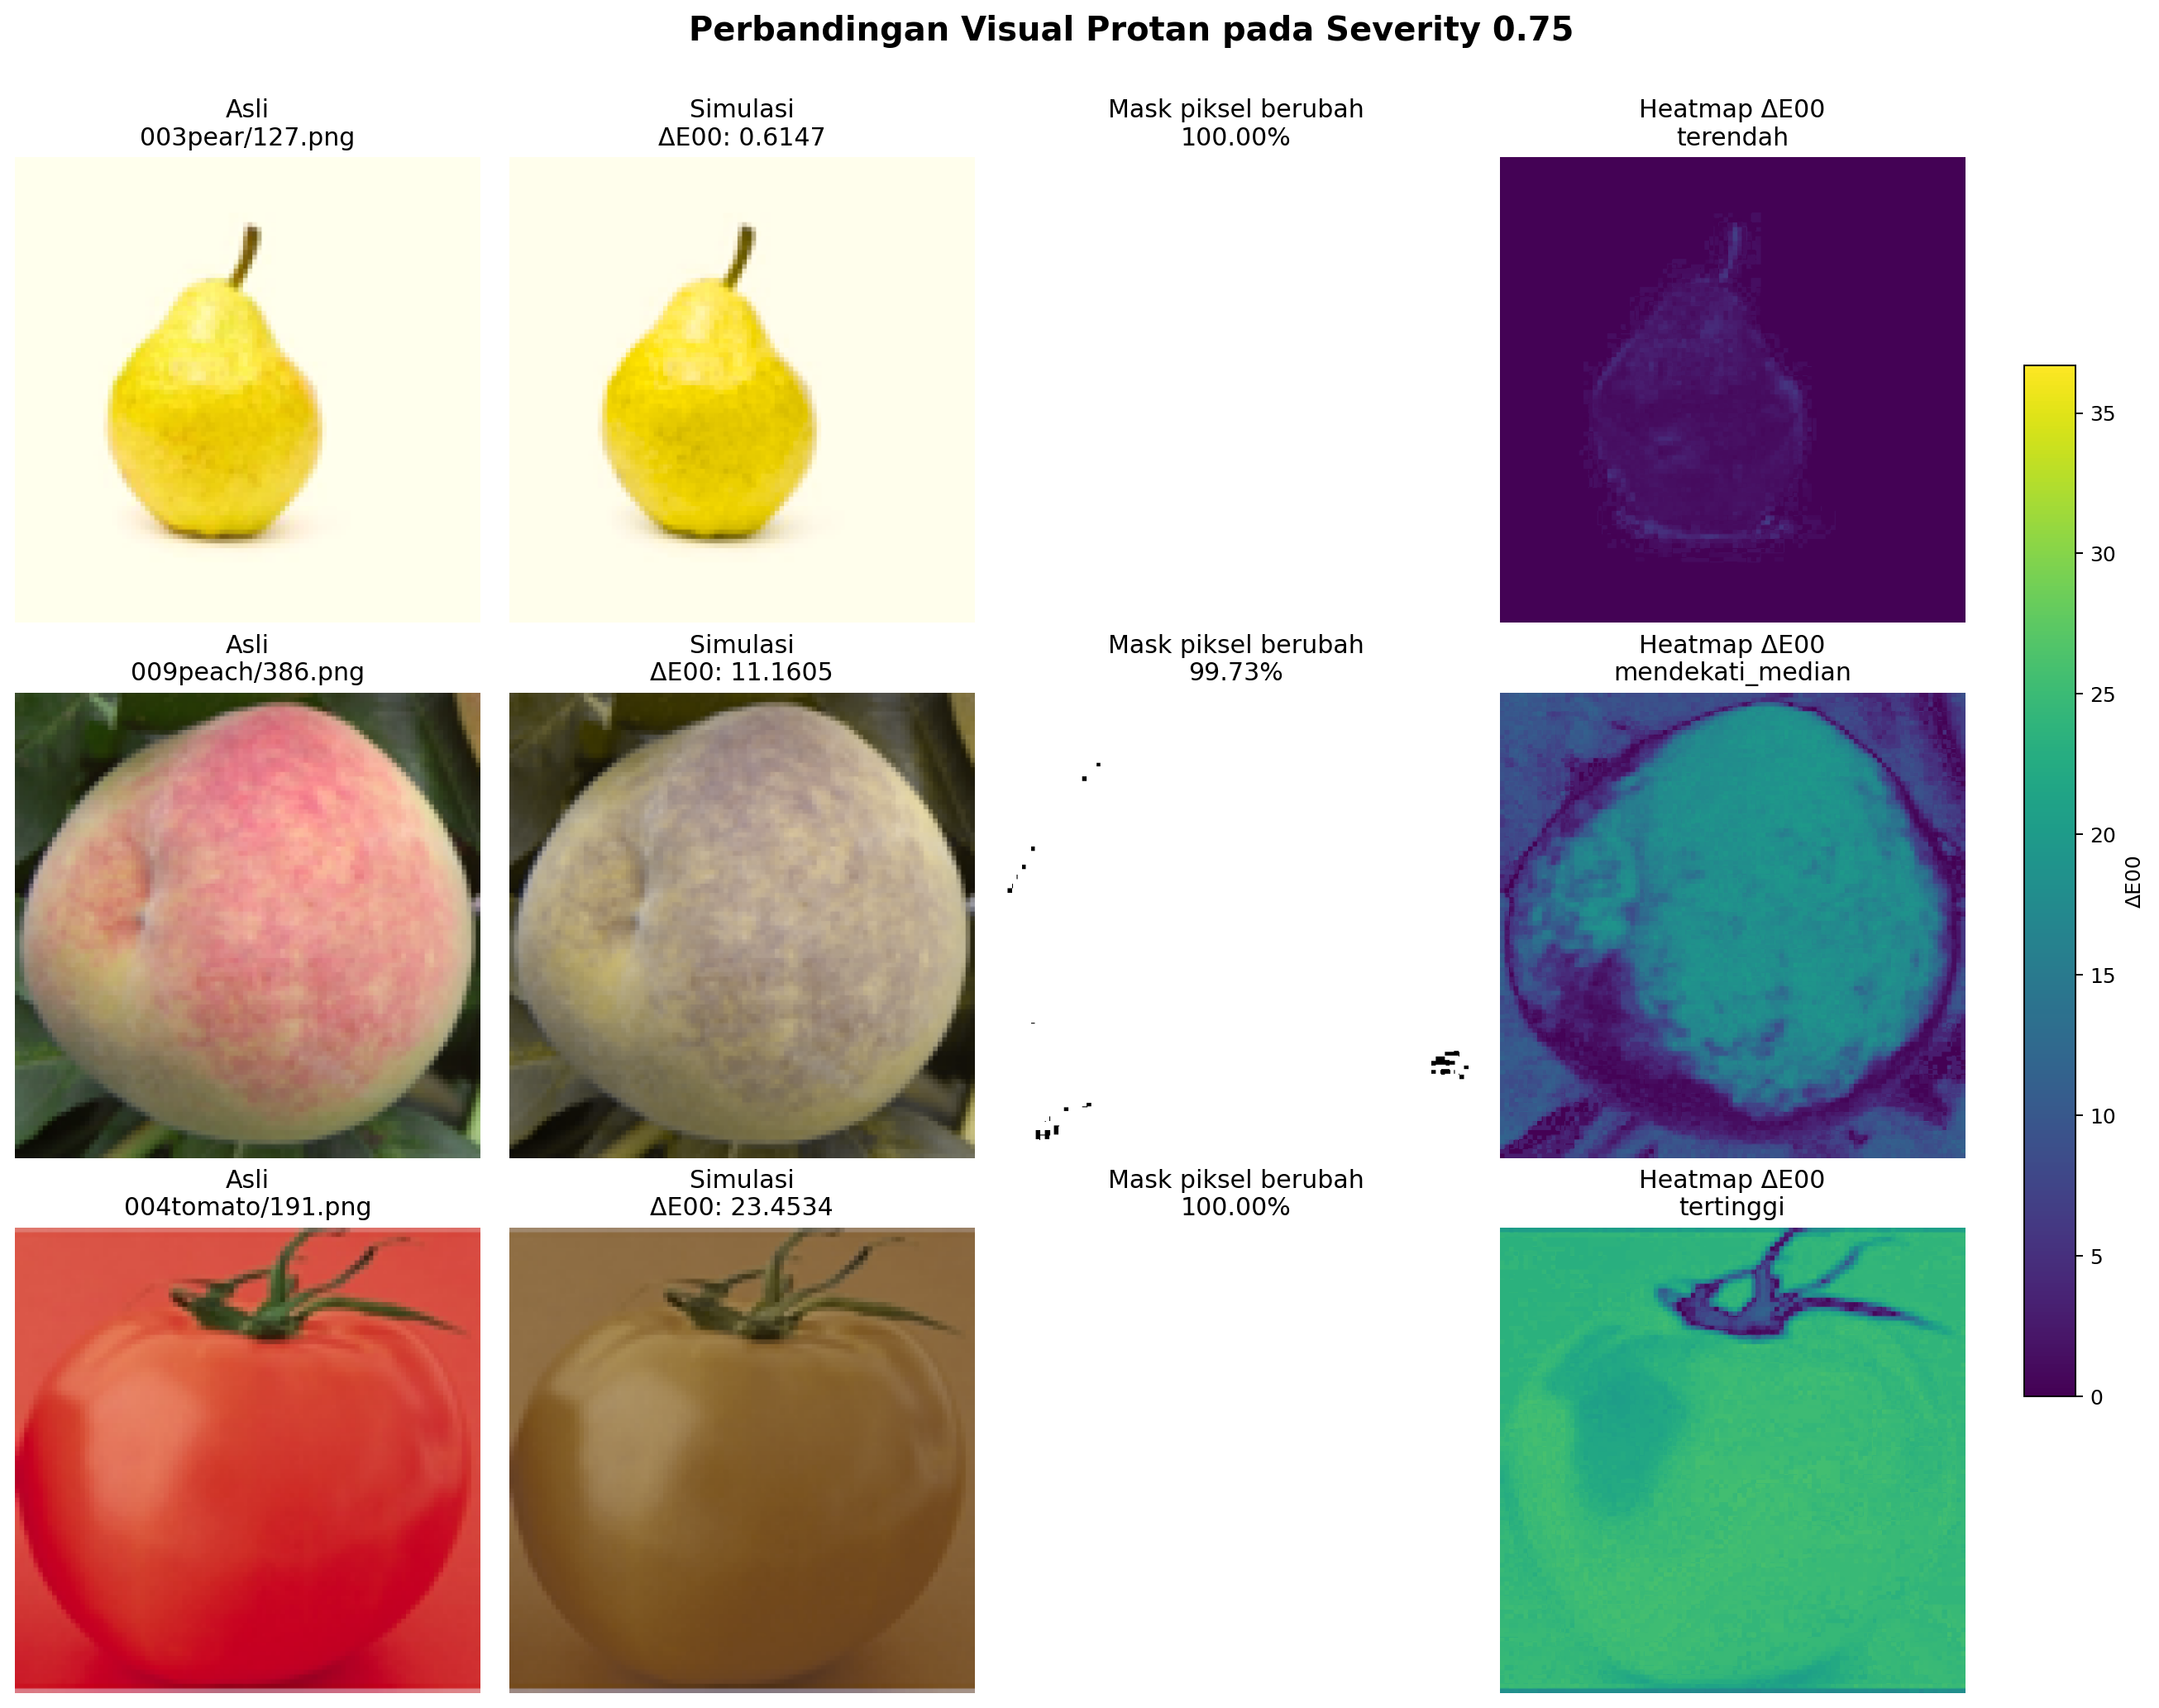 Perbandingan Visual Protan pada Severity 0.75
Asli
003pear/127.png
Simulasi
ΔE00: 0.6147
Mask piksel berubah
100.00%
Heatmap ΔE00
terendah
Asli
009peach/386.png
Simulasi
ΔE00: 11.1605
Mask piksel berubah
99.73%
Heatmap ΔE00
mendekati_median
Asli
004tomato/191.png
Simulasi
ΔE00: 23.4534
Mask piksel berubah
100.00%
Heatmap ΔE00
tertinggi
35
30
25
20
15
10
5
0
ΔE00